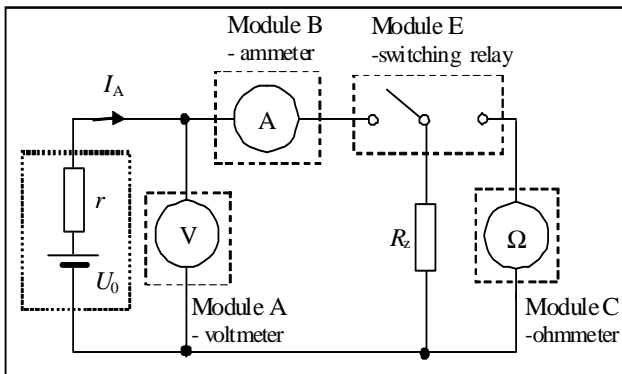 Module B
- ammeter
Module E
-switching relay
I_A
A
r
U_0
V
R_z
Ω
Module A
- voltmeter
Module C
-ohmmeter